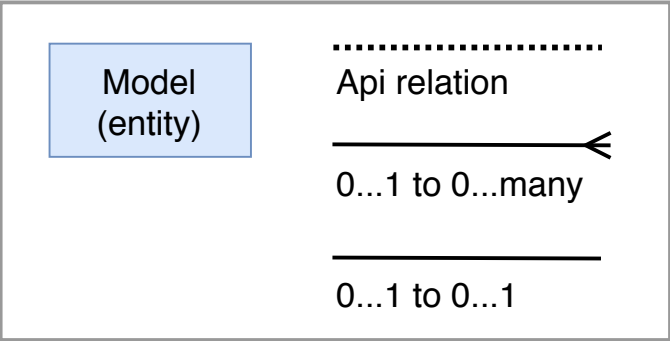 Model
(entity)
Api relation
0...1 to 0...many
0...1 to 0...1